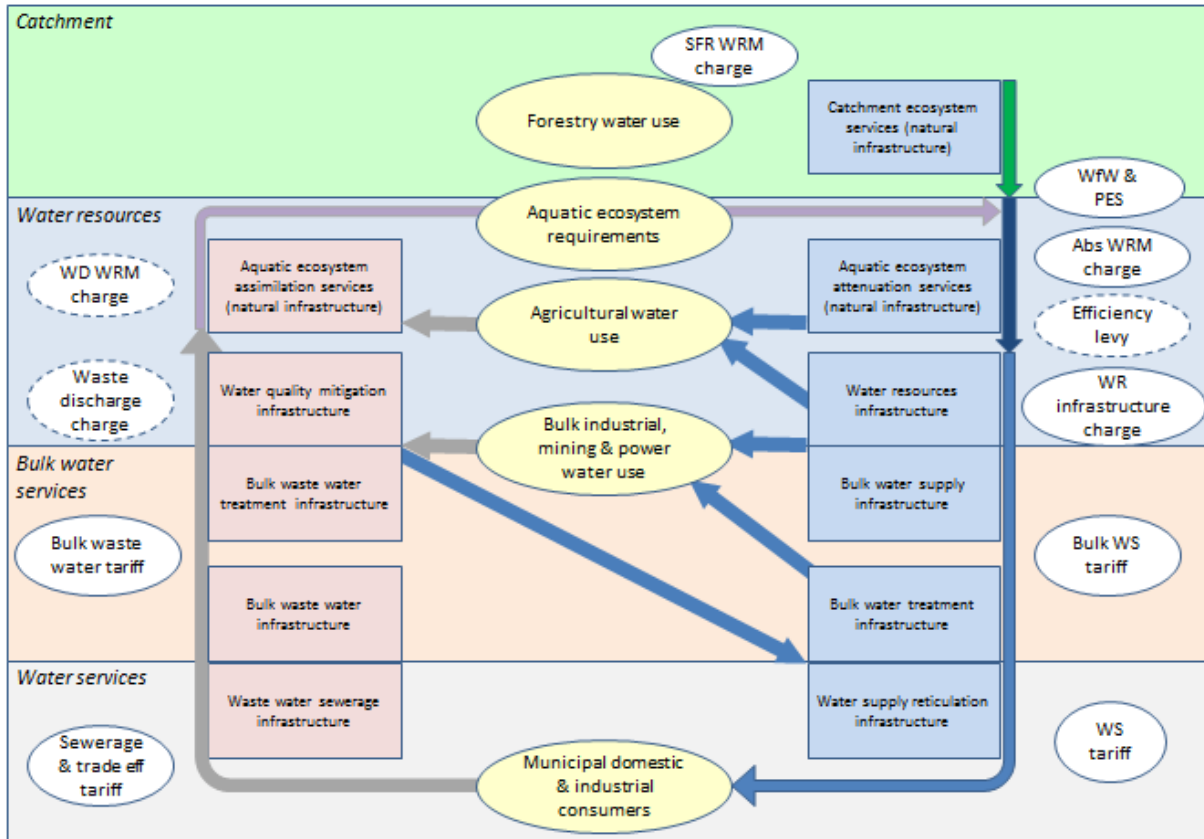 Catchment
SFR WRM
charge
Forestry water use
Catchment ecosystem
services (natural
infrastructure)
WfW &
PES
Water resources
Aquatic ecosystem
requirements
WD WRM
charge
Aquatic ecosystem
assimilation services
(natural infrastructure)
Agricultural water
use
Aquatic ecosystem
attenuation services
(natural infrastructure)
Abs WRM
charge
Efficiency
levy
Waste
discharge
charge
Water quality mitigation
infrastructure
Water resources
infrastructure
WR
infrastructure
charge
Bulk industrial,
mining & power
water use
Bulk water
services
Bulk waste water
treatment infrastructure
Bulk water supply
infrastructure
Bulk waste
water tariff
Bulk WS
tariff
Bulk waste water
infrastructure
Bulk water treatment
infrastructure
Water services
Waste water sewerage
infrastructure
Water supply reticulation
infrastructure
Sewerage
& trade eff
tariff
Municipal domestic
& industrial
consumers
WS
tariff